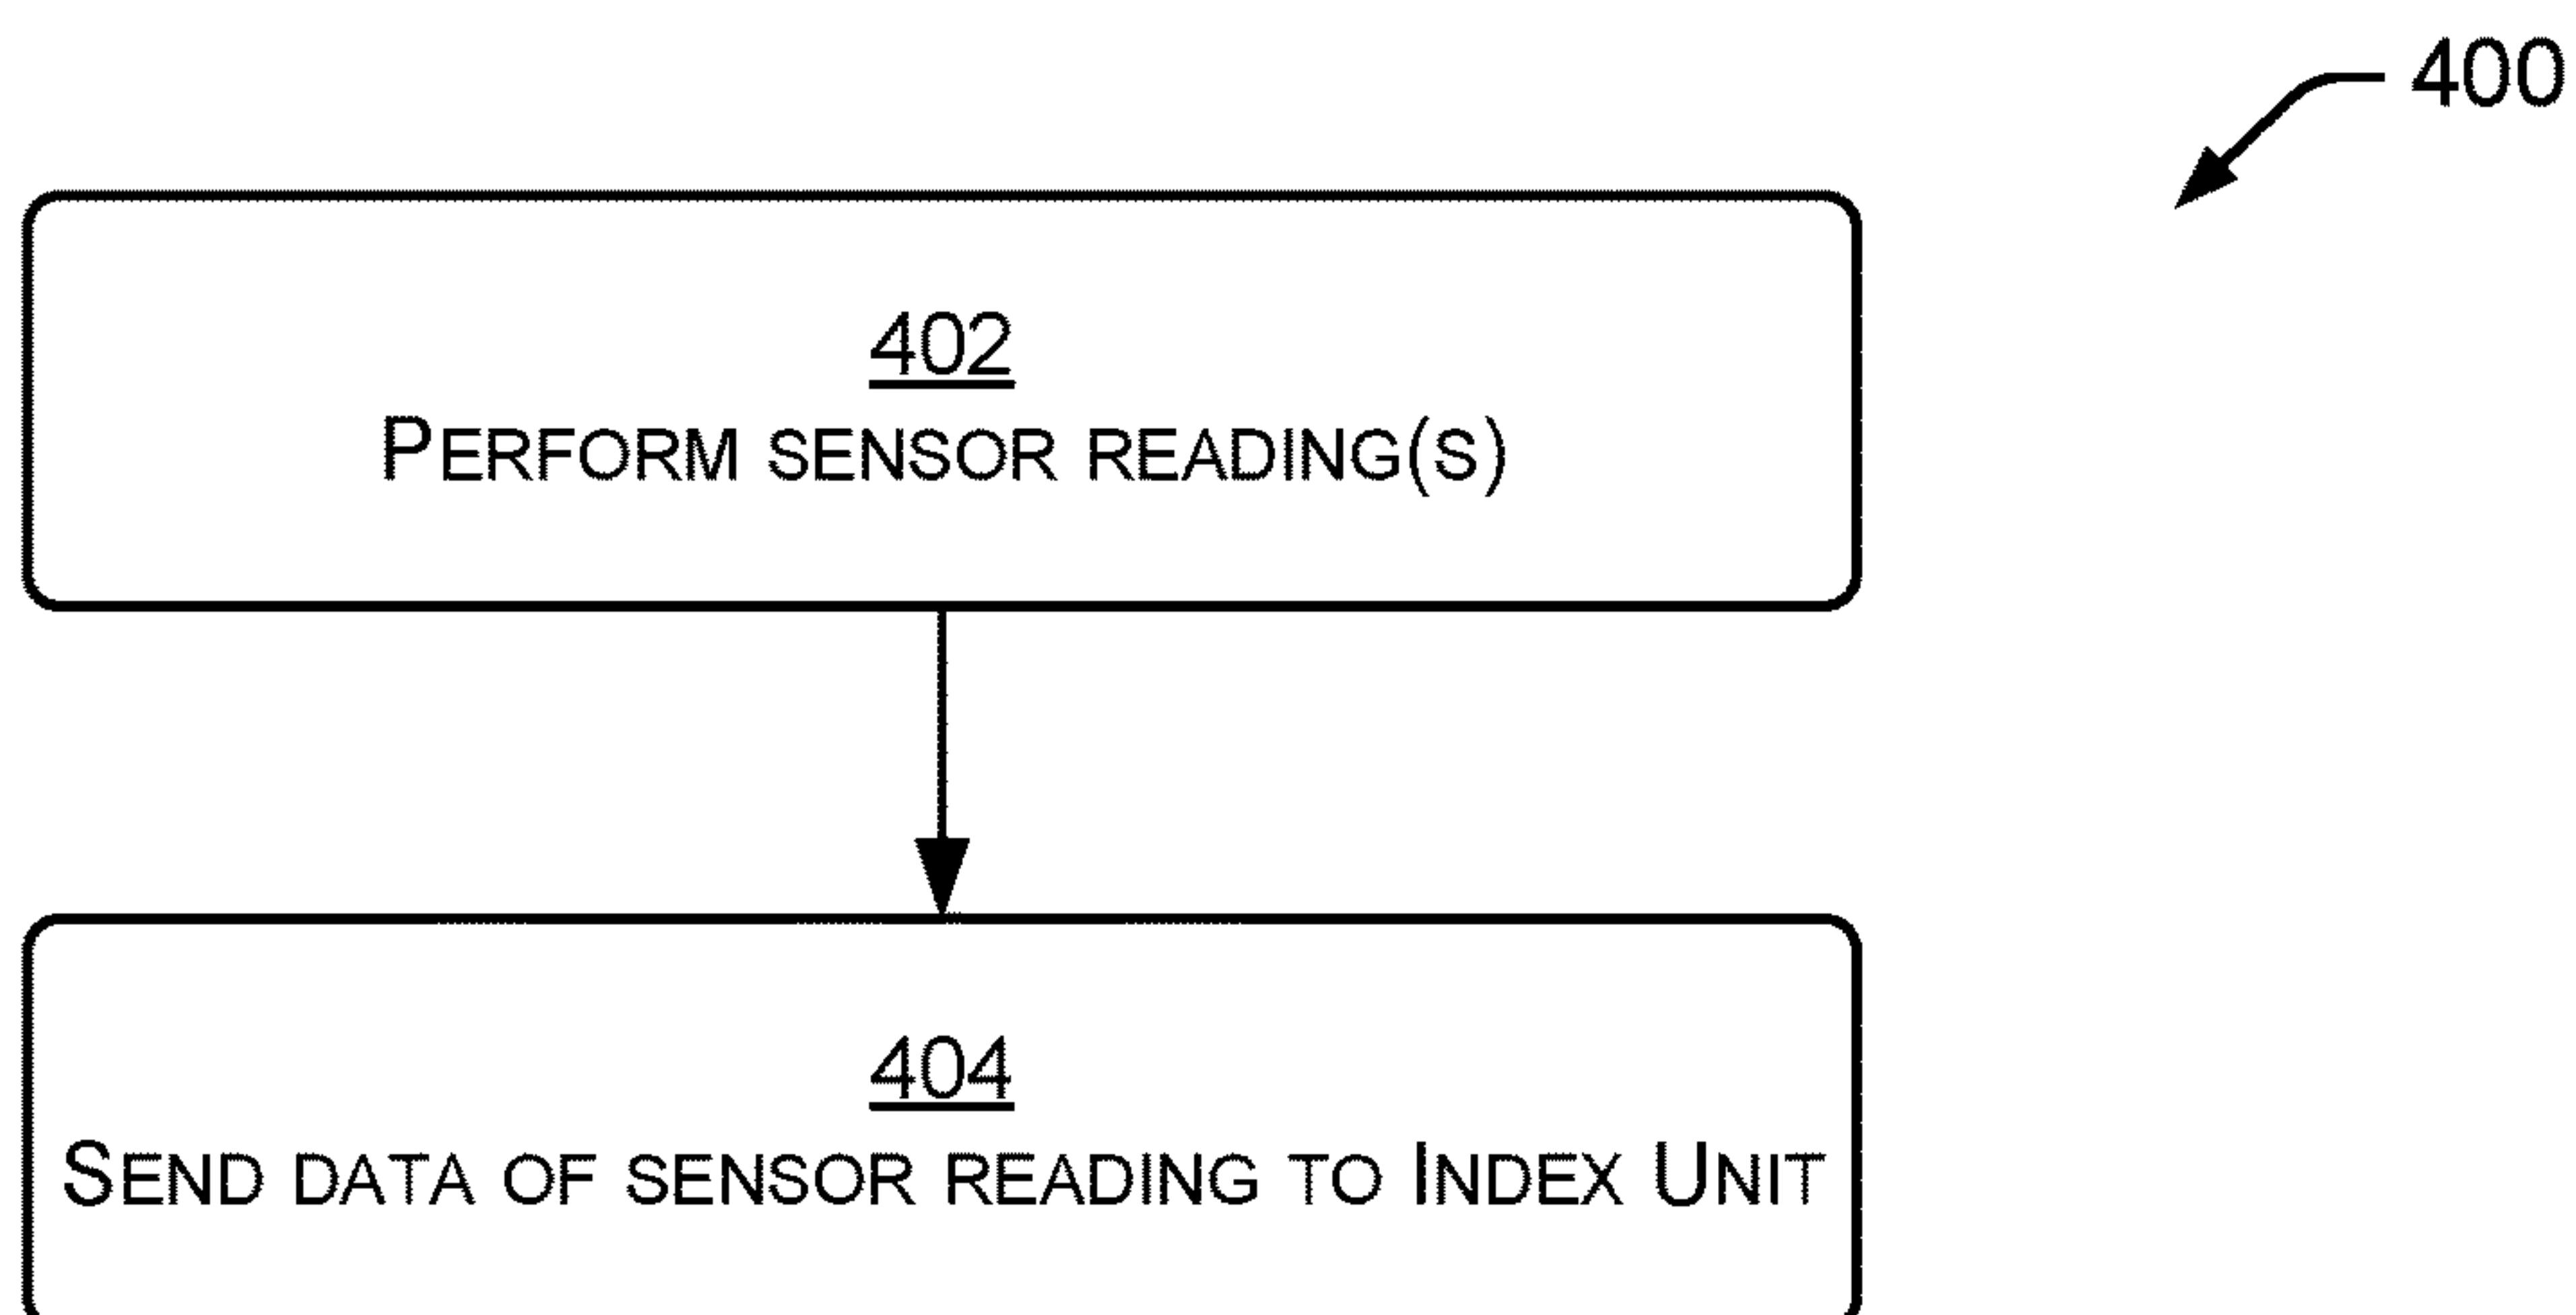 400
402
PERFORM SENSOR READING(S)
404
SEND DATA OF SENSOR READING TO INDEX UNIT